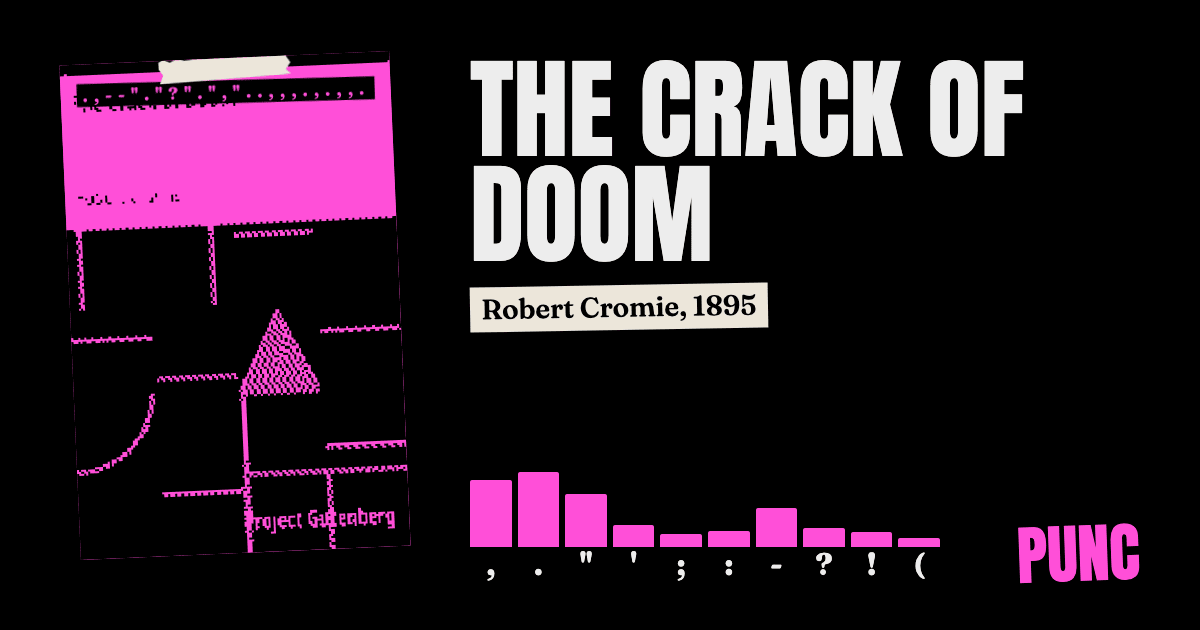 . , - - " . " ? " . " , " . . , , , . , , .
THE CRACK OF
DOOM
Robert Cromie, 1895
, . " ' ; : - ? ! (
PUNC
Project Gutenberg